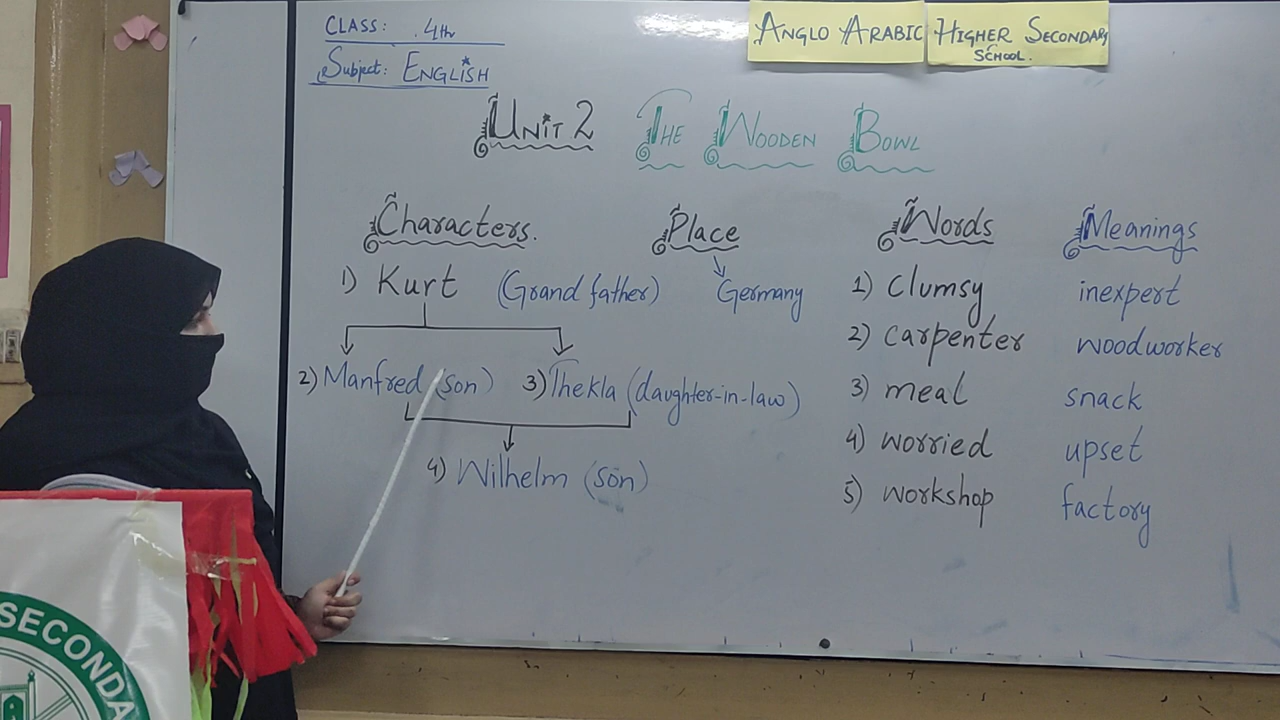 CLASS: 4th
Subject: ENGLISH
ANGLO ARABIC HIGHER SECONDARY
SCHOOL.
UNIT 2 THE WOODEN BOWL
Characters. Place Words Meanings
1) Kurt (Grand father) Germany 1) Clumsy inexpert
2) carpenter woodworker
2) Manfred (son) 3) Thekla (daughter-in-law) 3) meal snack
4) worried upset
4) Wilhelm (son) 5) workshop factory
SECONDA